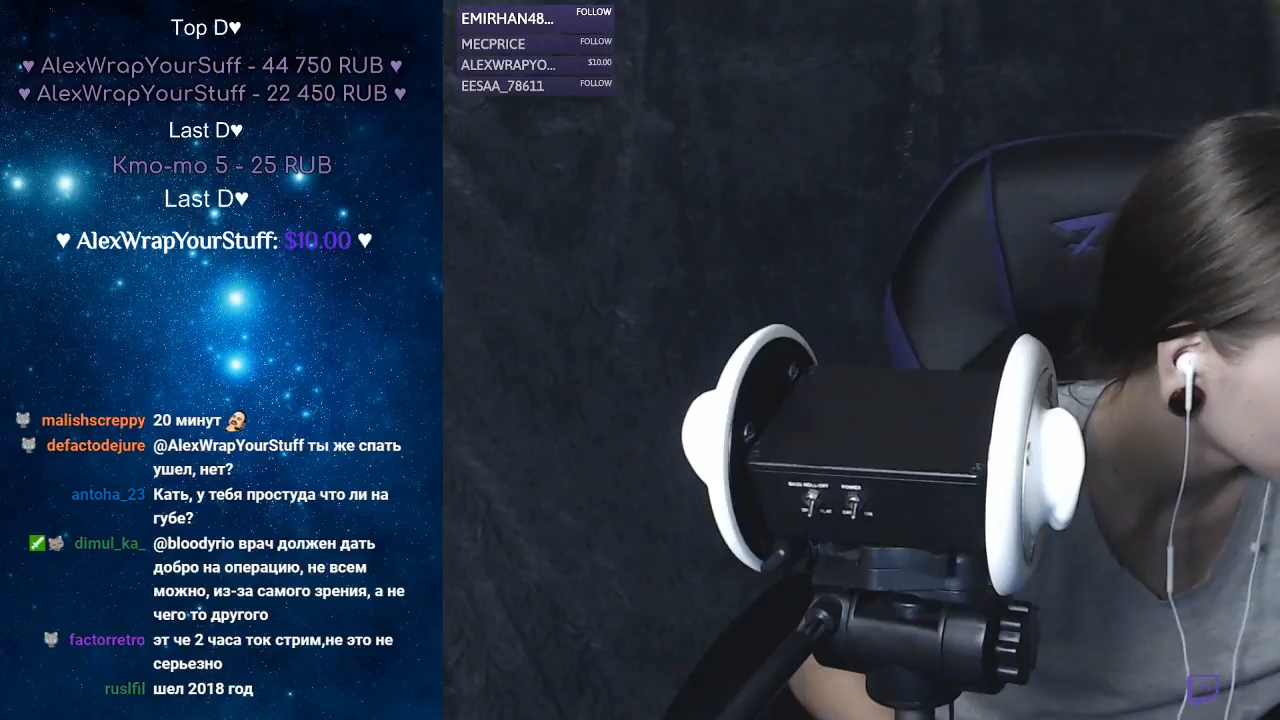 Top D♥
♥ AlexWrapYourSuff - 44 750 RUB ♥
♥ AlexWrapYourStuff - 22 450 RUB ♥
Last D♥
Kmo-mo 5 - 25 RUB
Last D♥
♥ AlexWrapYourStuff: $10.00 ♥
malishscreppy 20 минут
defactodejure @AlexWrapYourStuff ты же спать
ушел, нет?
antoha_23 Кать, у тебя простуда что ли на
губе?
dimul_ka_ @bloodyrio врач должен дать
добро на операцию, не всем
можно, из-за самого зрения, а не
чего то другого
factorretro эт че 2 часа ток стрим,не это не
серьезно
ruslfil шел 2018 год
EMIRHAN48... FOLLOW
MECPRICE FOLLOW
ALEXWRAPYO... $10.00
EESAA_78611 FOLLOW
BASS ROLL-OFF POWER